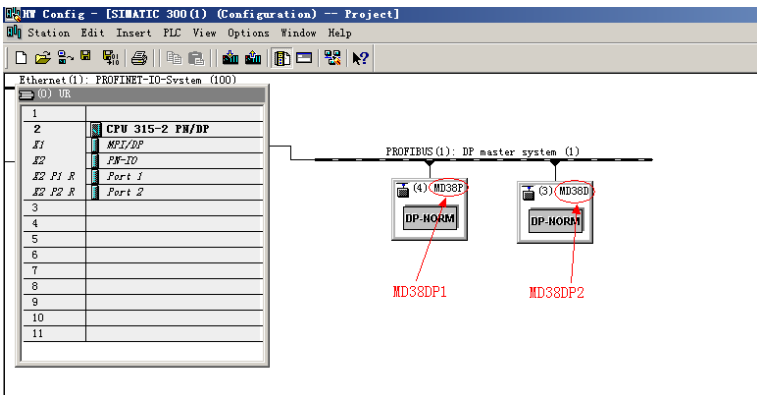 HW Config - [SIMATIC 300(1) (Configuration) -- Project]
Station Edit Insert PLC View Options Window Help
Ethernet(1): PROFINET-IO-System (100)
(0) UR
1
2 CPU 315-2 PN/DP
X1 MPI/DP
X2 PN-IO
X2 P1 R Port 1
X2 P2 R Port 2
3
4
5
6
7
8
9
10
11
PROFIBUS(1): DP master system (1)
(4) MD38P
DP-NORM
(3) MD38D
DP-NORM
MD38DP1
MD38DP2